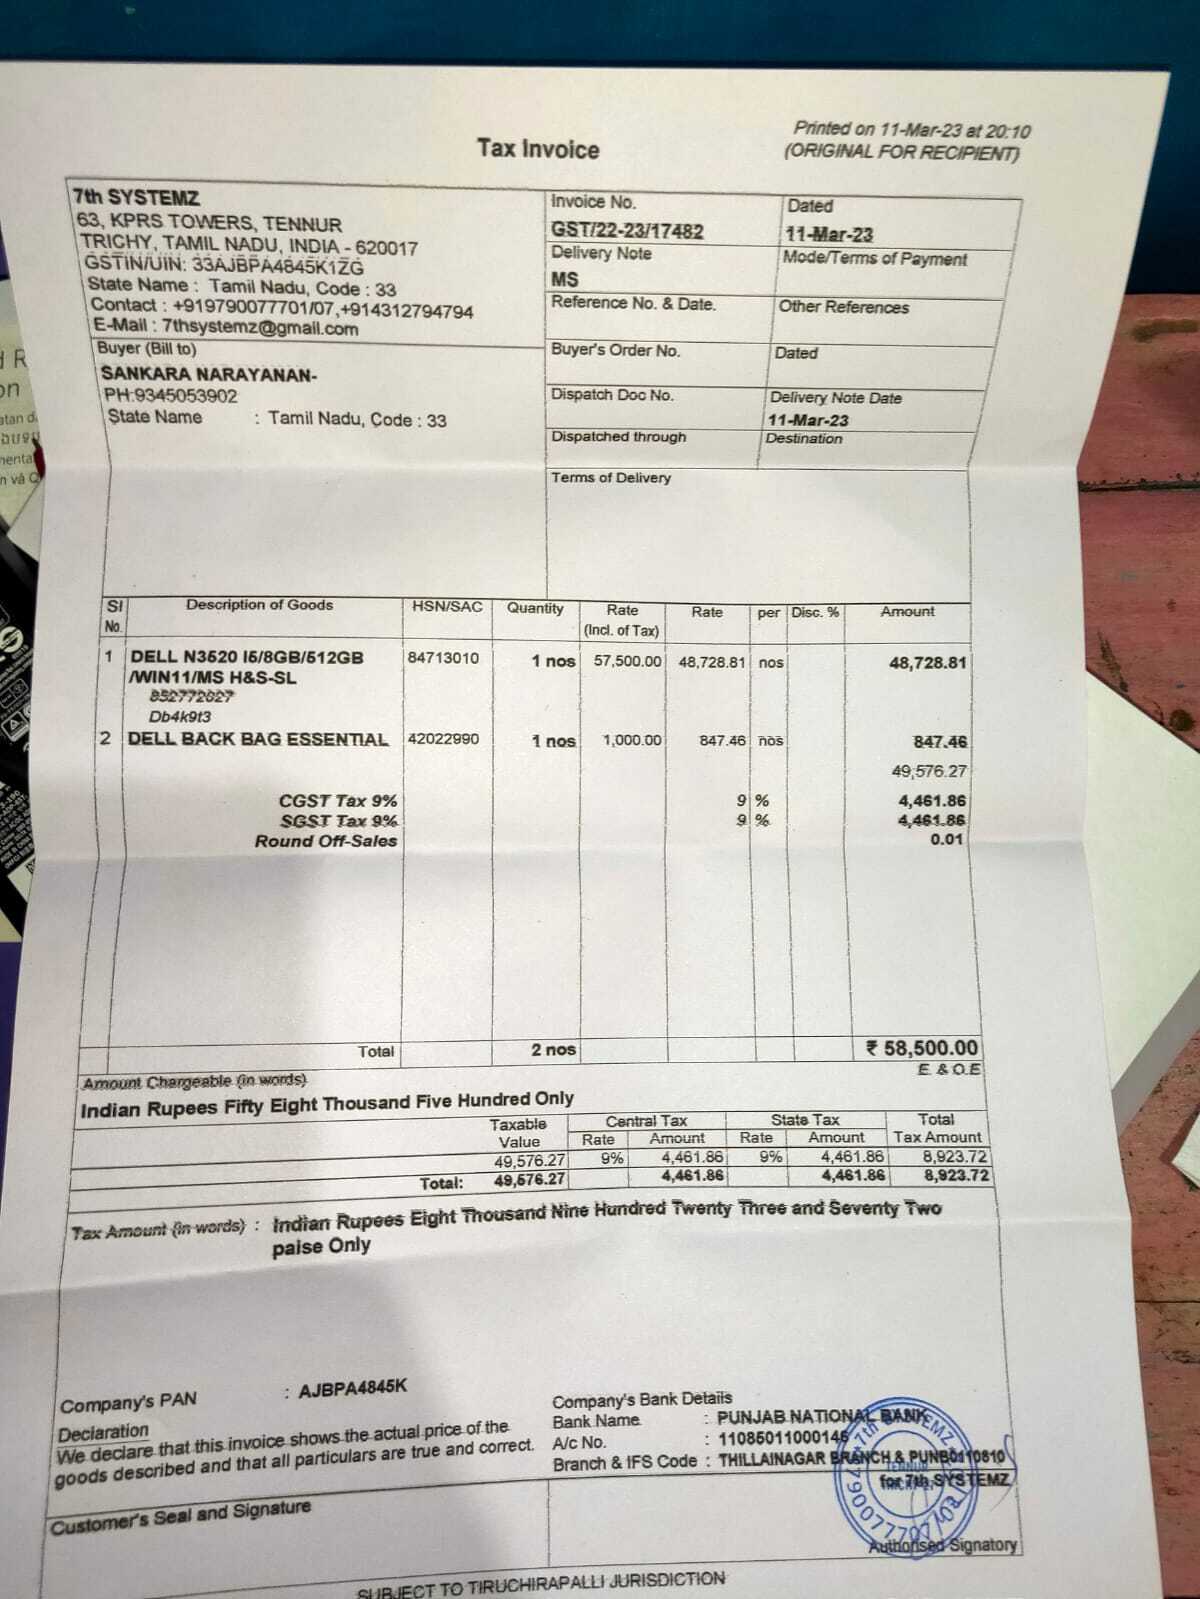 Printed on 11-Mar-23 at 20:10
Tax Invoice
(ORIGINAL FOR RECIPIENT)
7th SYSTEMZ
63, KPRS TOWERS, TENNUR
TRICHY, TAMIL NADU, INDIA - 620017
GSTIN/UIN: 33AJBPA4845K1ZG
State Name : Tamil Nadu, Code : 33
Contact : +919790077701/07,+914312794794
E-Mail : 7thsystemz@gmail.com
Invoice No.
GST/22-23/17482
Dated
11-Mar-23
Delivery Note
MS
Mode/Terms of Payment
Reference No. & Date.
Other References
Buyer (Bill to)
SANKARA NARAYANAN-
PH:9345053902
State Name : Tamil Nadu, Code : 33
Buyer's Order No.
Dated
Dispatch Doc No.
Delivery Note Date
11-Mar-23
Dispatched through
Destination
Terms of Delivery
SI No. Description of Goods HSN/SAC Quantity Rate (Incl. of Tax) Rate per Disc. % Amount
1 DELL N3520 I5/8GB/512GB 84713010 1 nos 57,500.00 48,728.81 nos 48,728.81
/WIN11/MS H&S-SL
852772027
Db4k9t3
2 DELL BACK BAG ESSENTIAL 42022990 1 nos 1,000.00 847.46 nos 847.46
49,576.27
CGST Tax 9% 9 % 4,461.86
SGST Tax 9% 9 % 4,461.86
Round Off-Sales 0.01
Total 2 nos ₹ 58,500.00
Amount Chargeable (in words) E. & O.E
Indian Rupees Fifty Eight Thousand Five Hundred Only
Taxable Value Central Tax State Tax Total Tax Amount
Rate Amount Rate Amount
49,576.27 9% 4,461.86 9% 4,461.86 8,923.72
Total: 49,576.27 4,461.86 4,461.86 8,923.72
Tax Amount (in words) : Indian Rupees Eight Thousand Nine Hundred Twenty Three and Seventy Two
paise Only
Company's PAN : AJBPA4845K
Declaration
We declare that this invoice shows the actual price of the
goods described and that all particulars are true and correct.
Company's Bank Details
Bank Name : PUNJAB NATIONAL BANK
A/c No. : 11085011000146
Branch & IFS Code : THILLAINAGAR BRANCH & PUNB0110810
for 7th SYSTEMZ
Customer's Seal and Signature
Authorised Signatory
SUBJECT TO TIRUCHIRAPALLI JURISDICTION